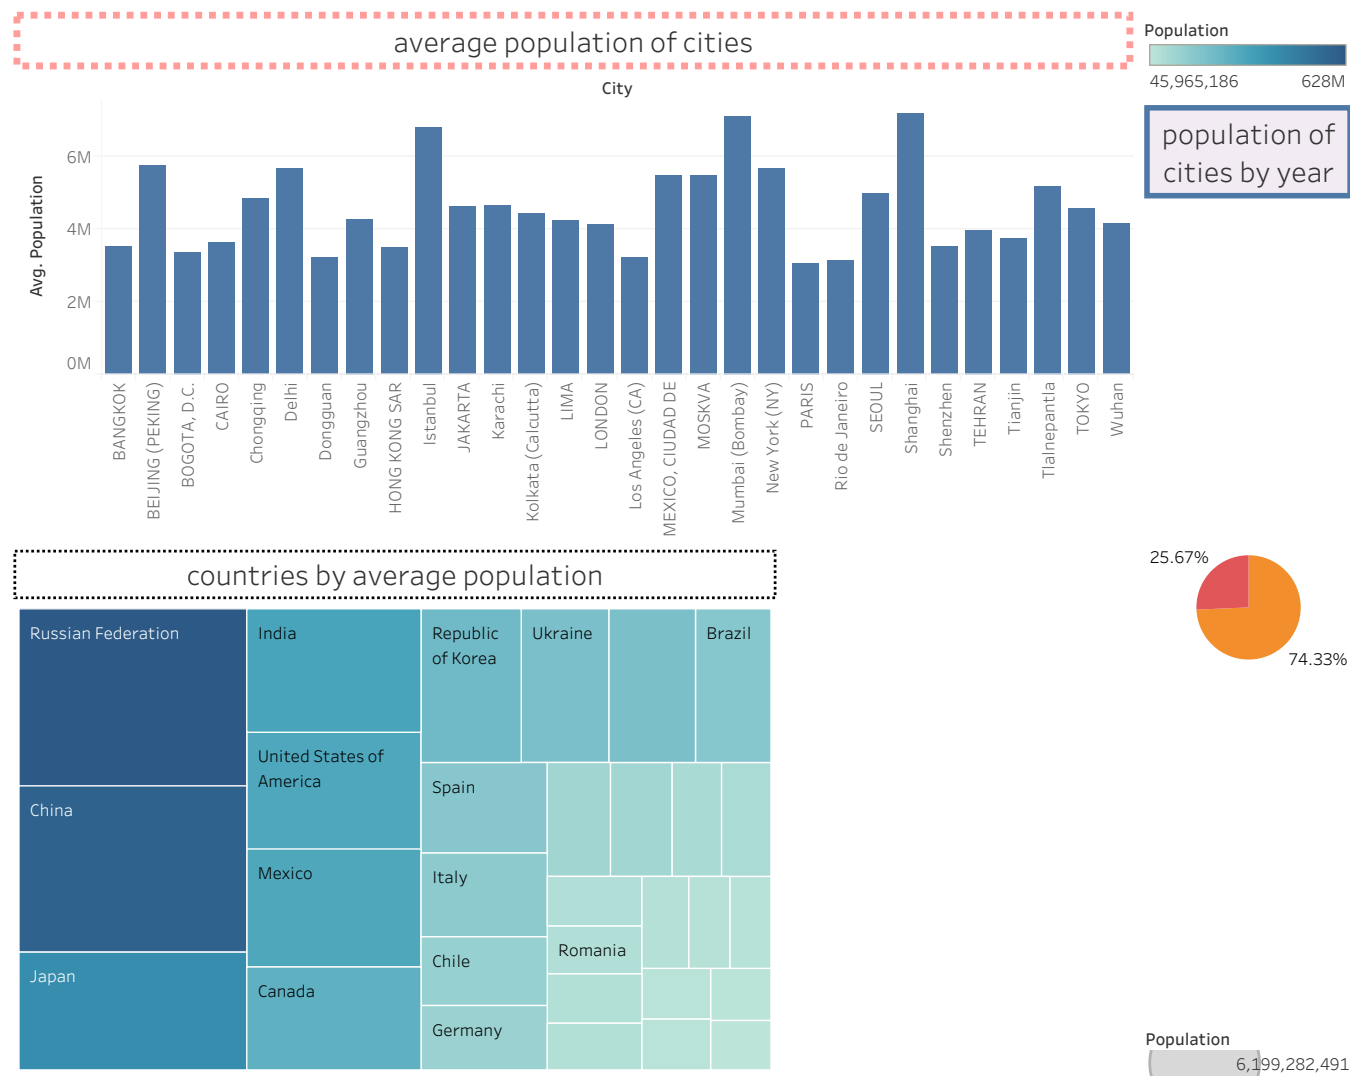 average population of cities
City
Avg. Population
6M
4M
2M
0M
BANGKOK
BEIJING (PEKING)
BOGOTA, D.C.
CAIRO
Chongqing
Delhi
Dongguan
Guangzhou
HONG KONG SAR
Istanbul
JAKARTA
Karachi
Kolkata (Calcutta)
LIMA
LONDON
Los Angeles (CA)
MEXICO, CIUDAD DE
MOSKVA
Mumbai (Bombay)
New York (NY)
PARIS
Rio de Janeiro
SEOUL
Shanghai
Shenzhen
TEHRAN
Tianjin
Tlalnepantla
TOKYO
Wuhan
Population
45,965,186 628M
population of
cities by year
countries by average population
Russian Federation
China
Japan
India
United States of
America
Mexico
Canada
Republic
of Korea
Ukraine
Brazil
Spain
Italy
Chile
Germany
Romania
25.67%
74.33%
Population
6,199,282,491